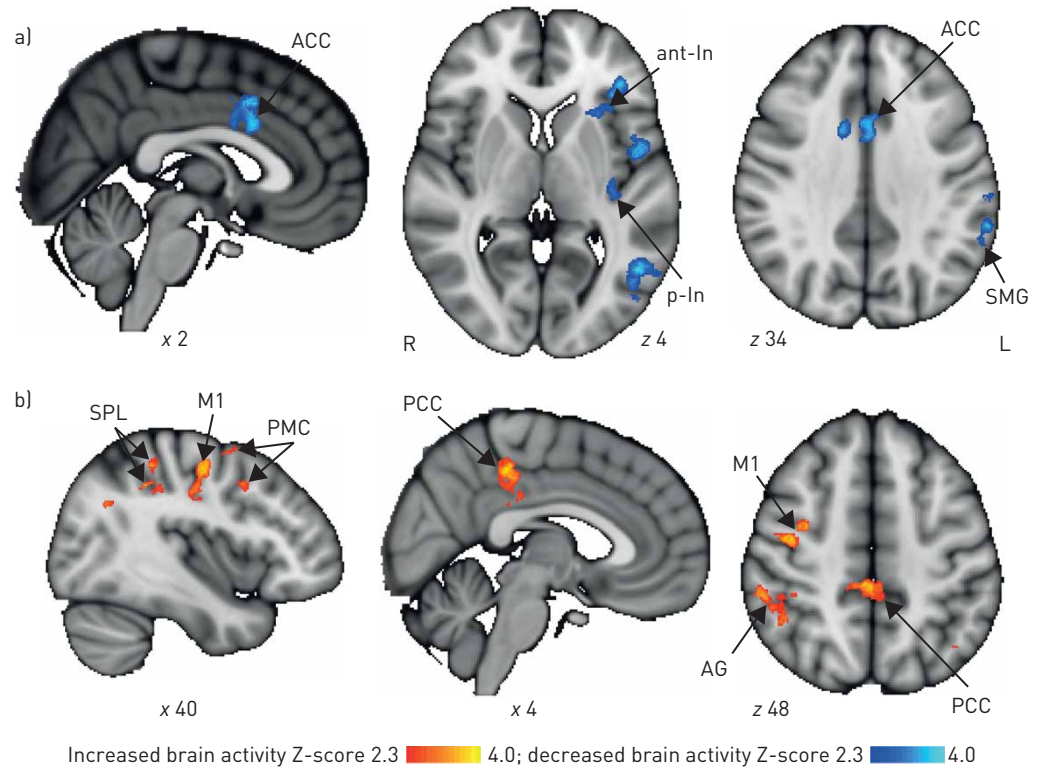 a)
ACC
ant-In
ACC
p-In
SMG
x 2
R
z 4
z 34
L
b)
SPL
M1
PMC
PCC
M1
AG
PCC
x 40
x 4
z 48
Increased brain activity Z-score 2.3 4.0; decreased brain activity Z-score 2.3 4.0